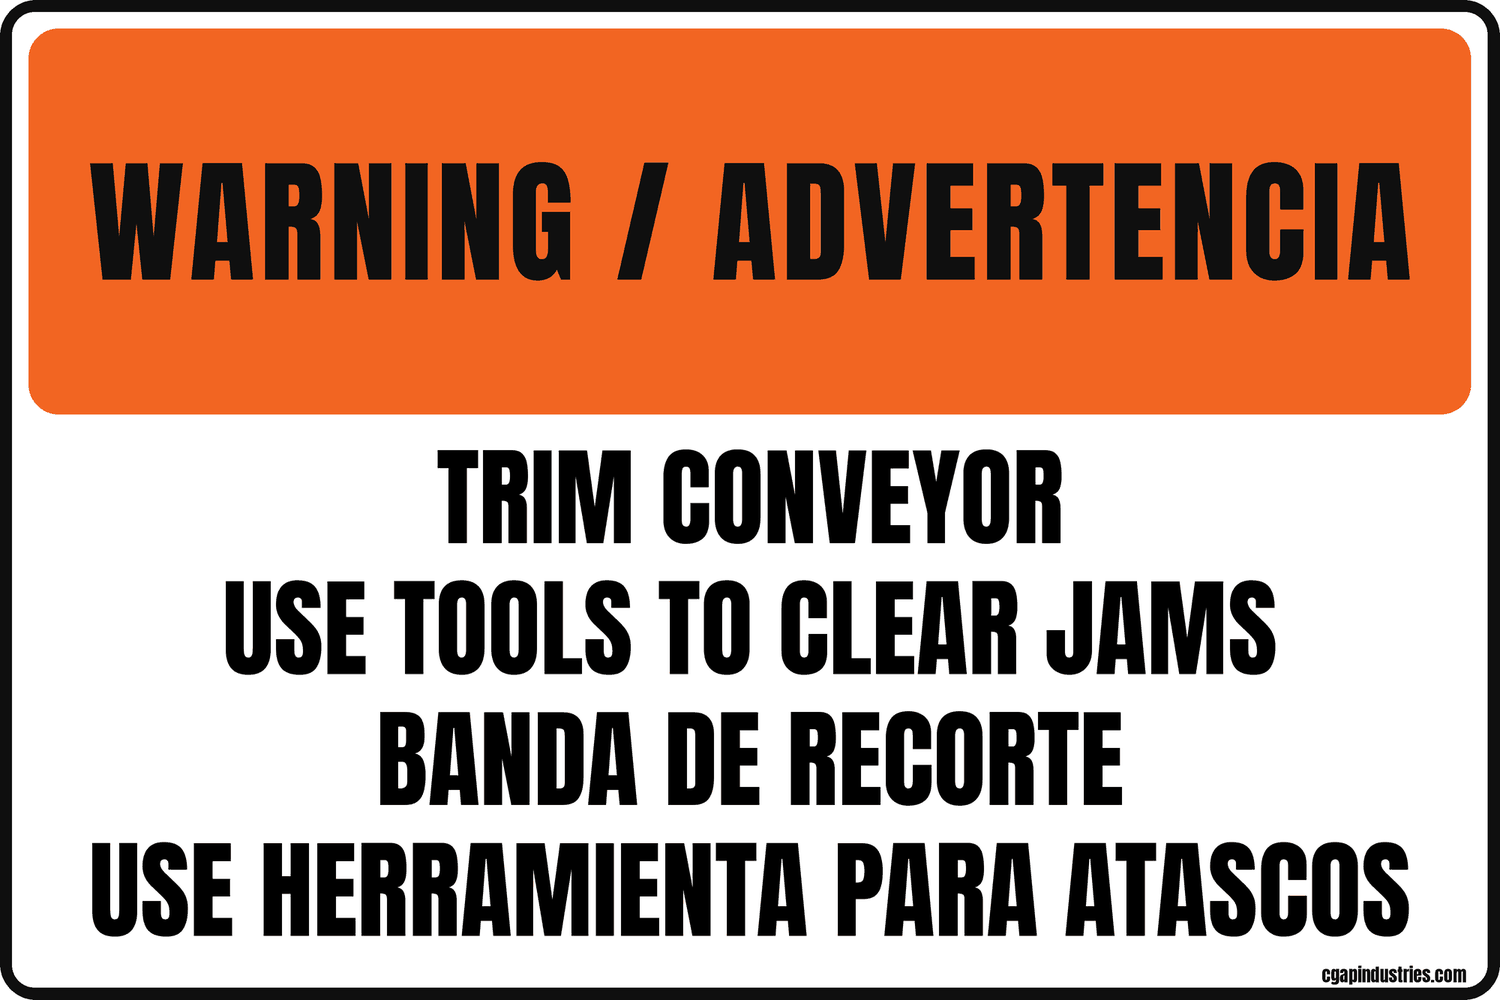 WARNING / ADVERTENCIA
TRIM CONVEYOR
USE TOOLS TO CLEAR JAMS
BANDA DE RECORTE
USE HERRAMIENTA PARA ATASCOS
cgapindustries.com